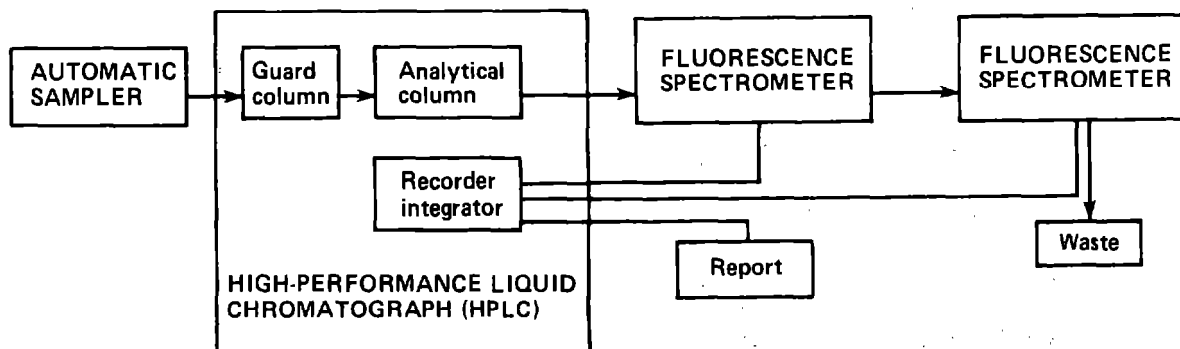 AUTOMATIC
SAMPLER
Guard
column
Analytical
column
FLUORESCENCE
SPECTROMETER
FLUORESCENCE
SPECTROMETER
Recorder
integrator
Report
Waste
HIGH-PERFORMANCE LIQUID
CHROMATOGRAPH (HPLC)